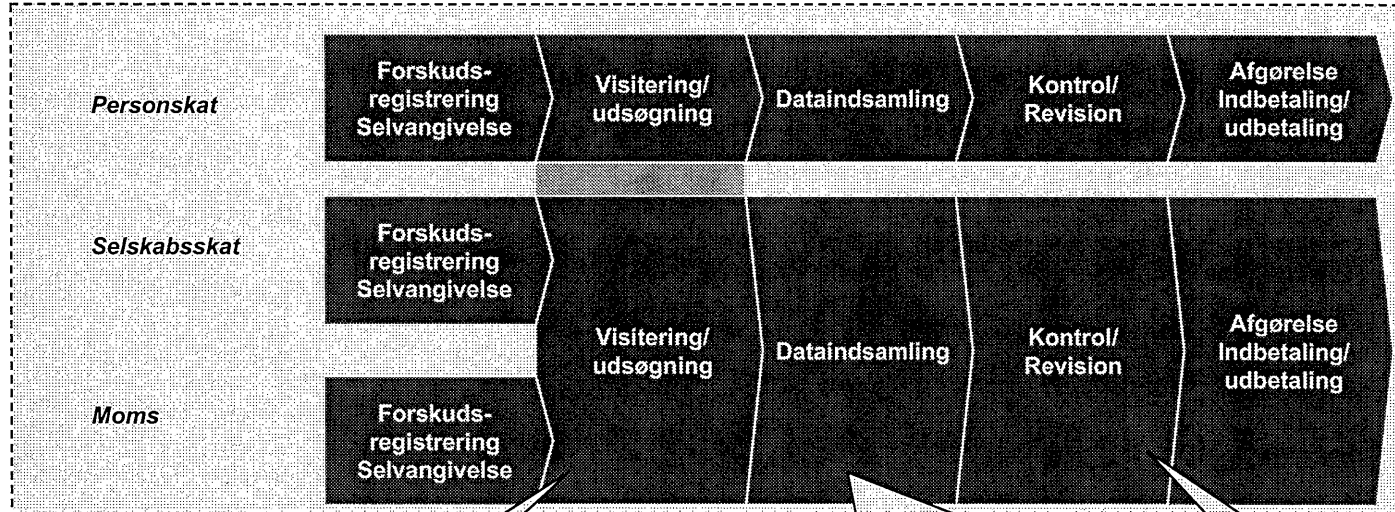 Personskat
Forskuds-
registrering
Selvangivelse
Visitering/
udsøgning
Dataindsamling
Kontrol/
Revision
Afgørelse
Indbetaling/
udbetaling
Selskabsskat
Forskuds-
registrering
Selvangivelse
Moms
Forskuds-
registrering
Selvangivelse
Visitering/
udsøgning
Dataindsamling
Kontrol/
Revision
Afgørelse
Indbetaling/
udbetaling